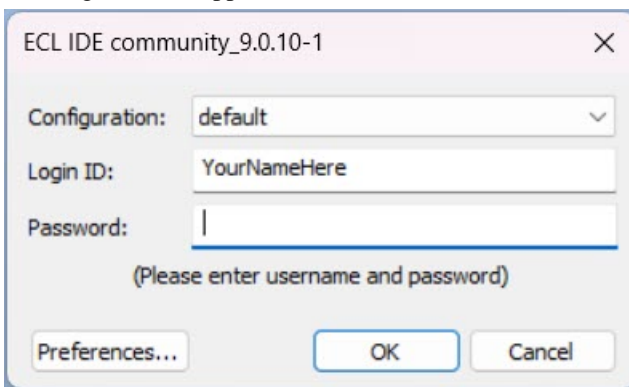 ECL IDE community_9.0.10-1
Configuration: default
Login ID: YourNameHere
Password:
(Please enter username and password)
Preferences... OK Cancel